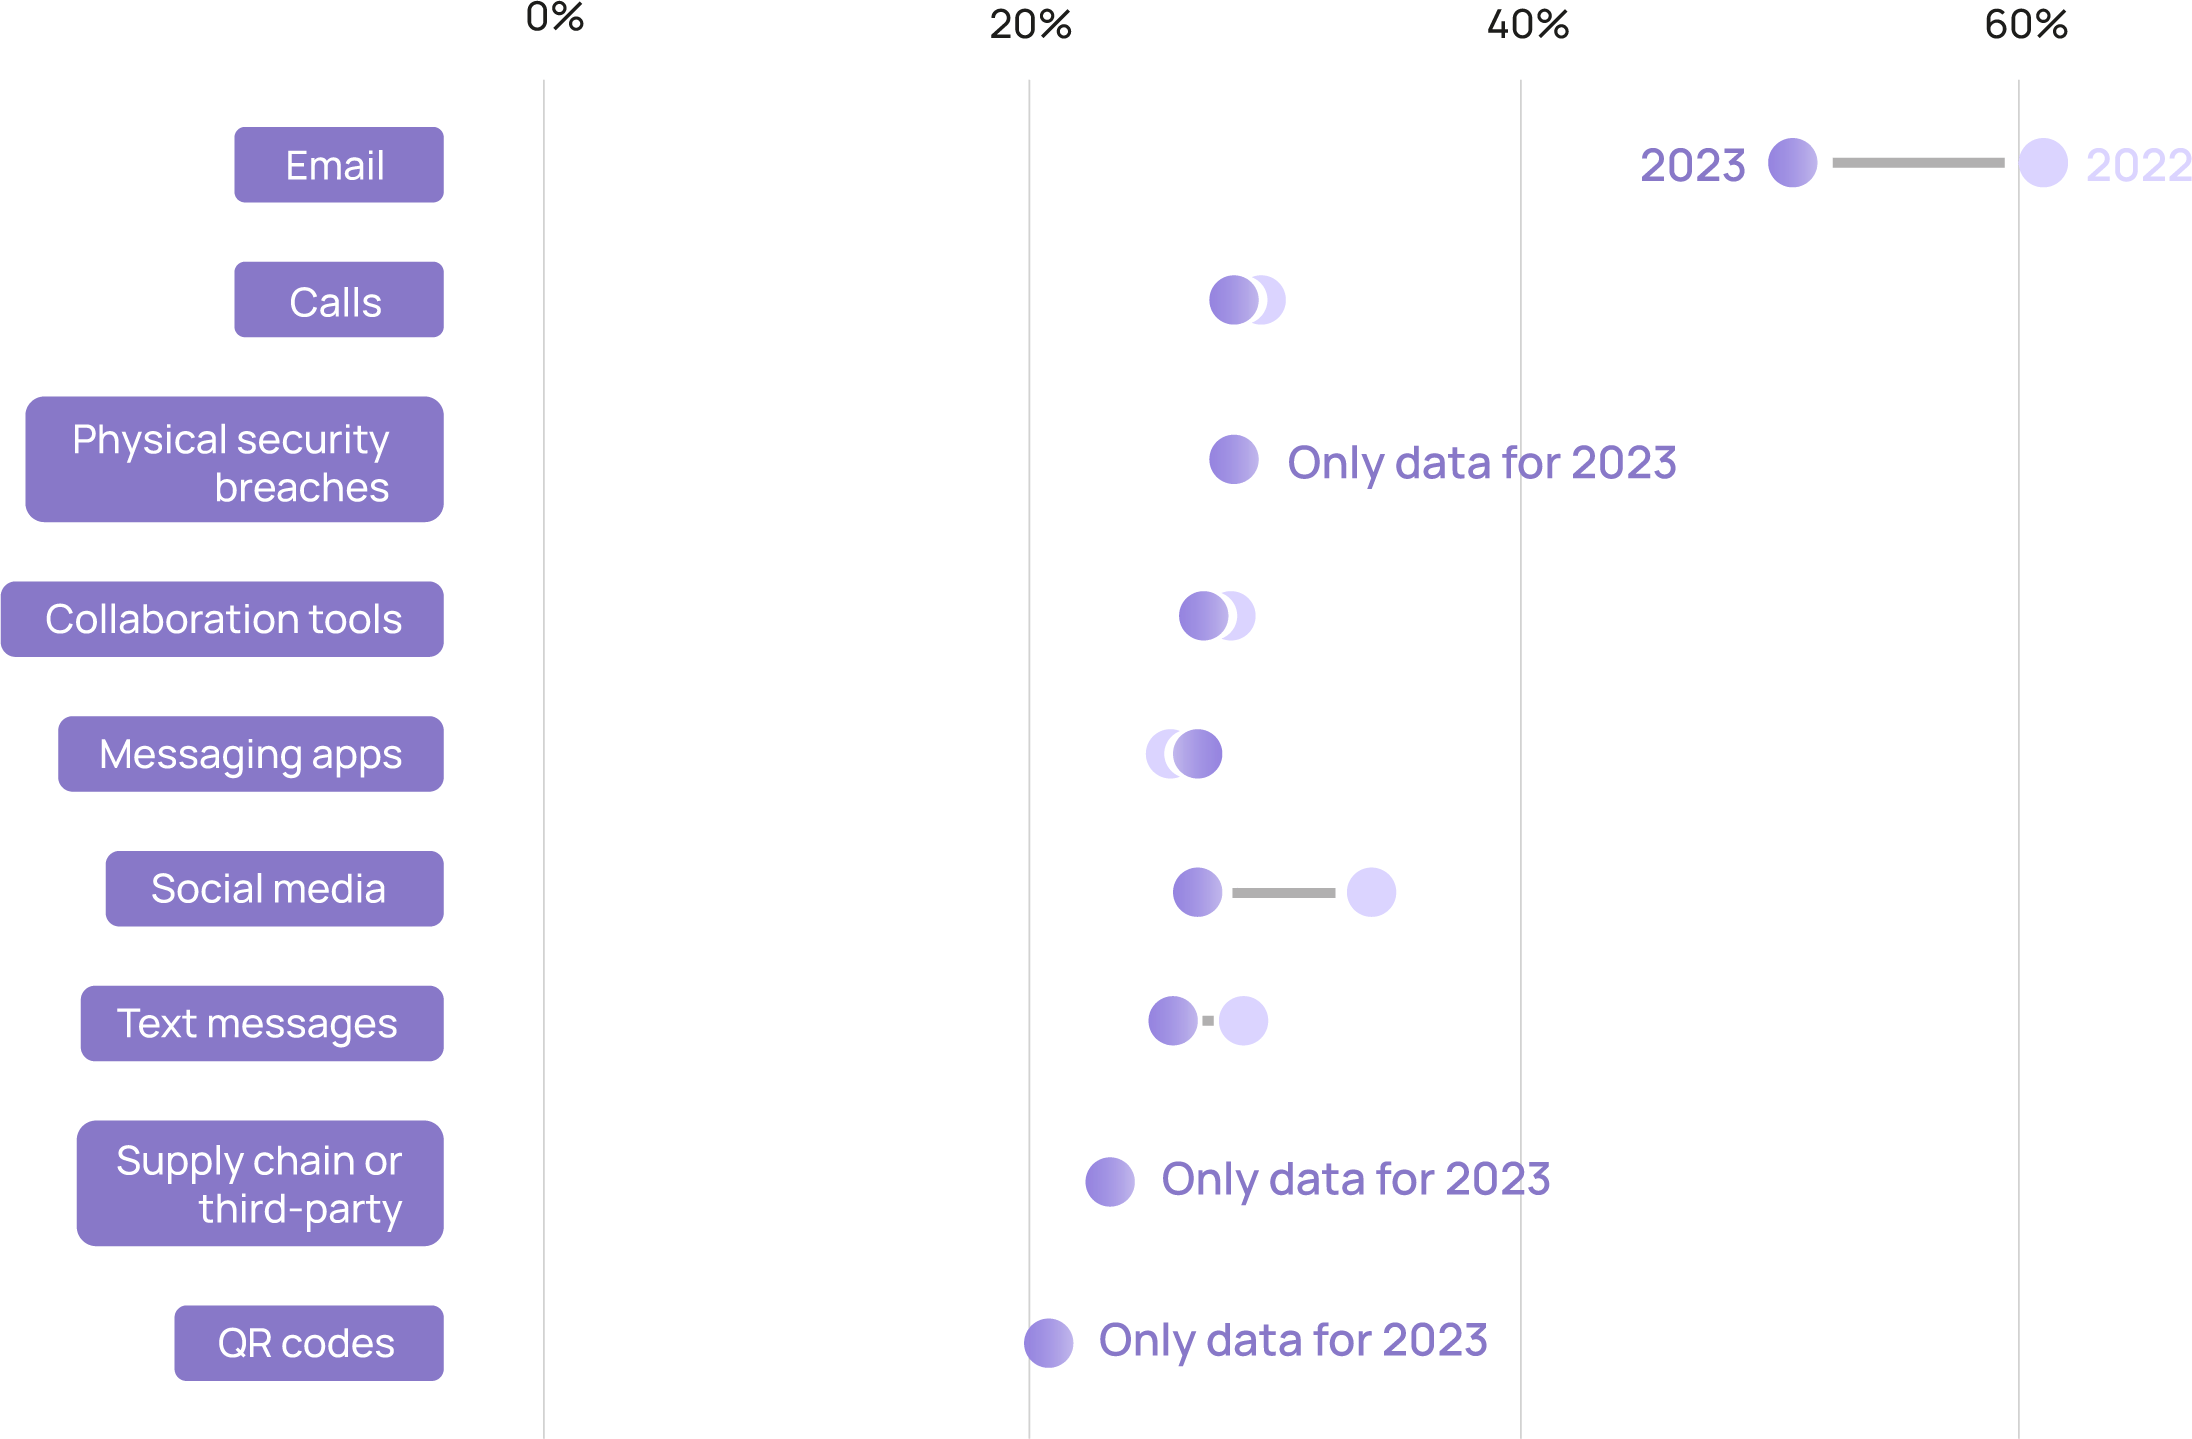 0% 20% 40% 60%
Email
2023 2022
Calls
Physical security
breaches
Only data for 2023
Collaboration tools
Messaging apps
Social media
Text messages
Supply chain or
third-party
Only data for 2023
QR codes
Only data for 2023